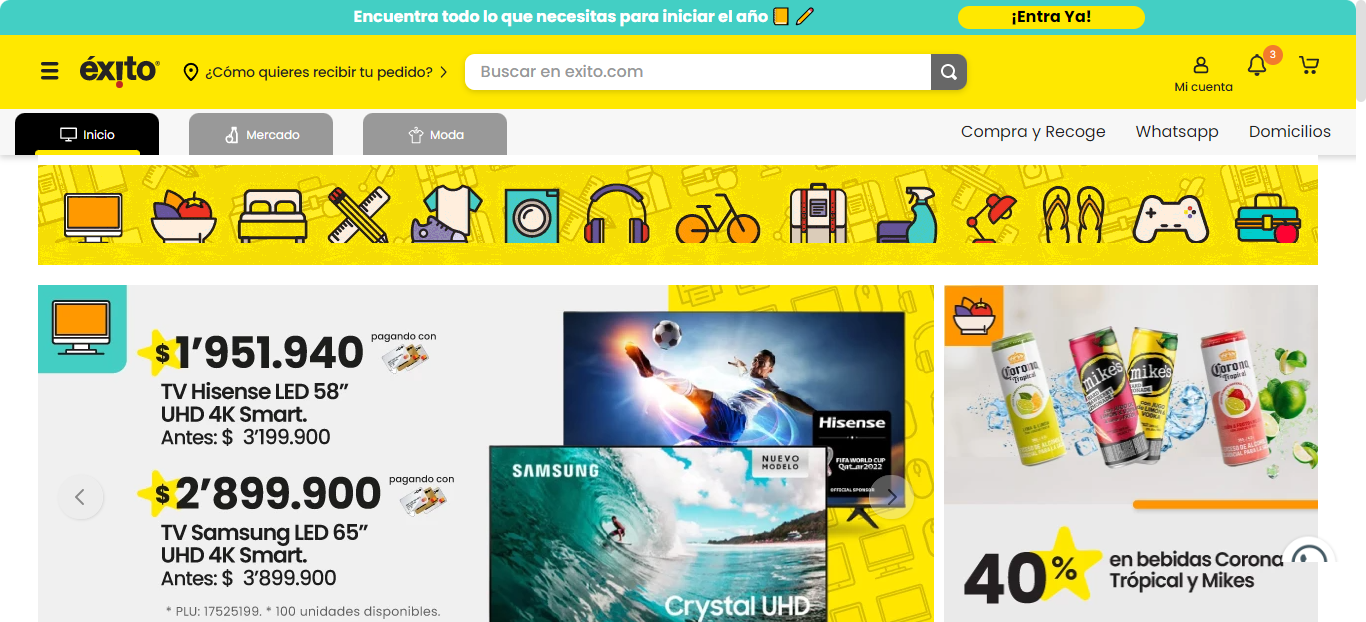 Encuentra todo lo que necesitas para iniciar el año
¡Entra Ya!
éxito
¿Cómo quieres recibir tu pedido?
Buscar en exito.com
3
Mi cuenta
Inicio
Mercado
Moda
Compra y Recoge
Whatsapp
Domicilios
$1’951.940
pagando con
TV Hisense LED 58”
UHD 4K Smart.
Antes: $ 3’199.900
$2’899.900
pagando con
TV Samsung LED 65”
UHD 4K Smart.
Antes: $ 3’899.900
* PLU: 17525199. * 100 unidades disponibles.
Hisense
FIFA WORLD CUP
Qatar2022
OFFICIAL SPONSOR
SAMSUNG
NUEVO
MODELO
Crystal UHD
Corona
Tropical
mike's
HARD
LEMONADE
mike's
Corona
Tropical
40%
en bebidas Corona
Trópical y Mikes